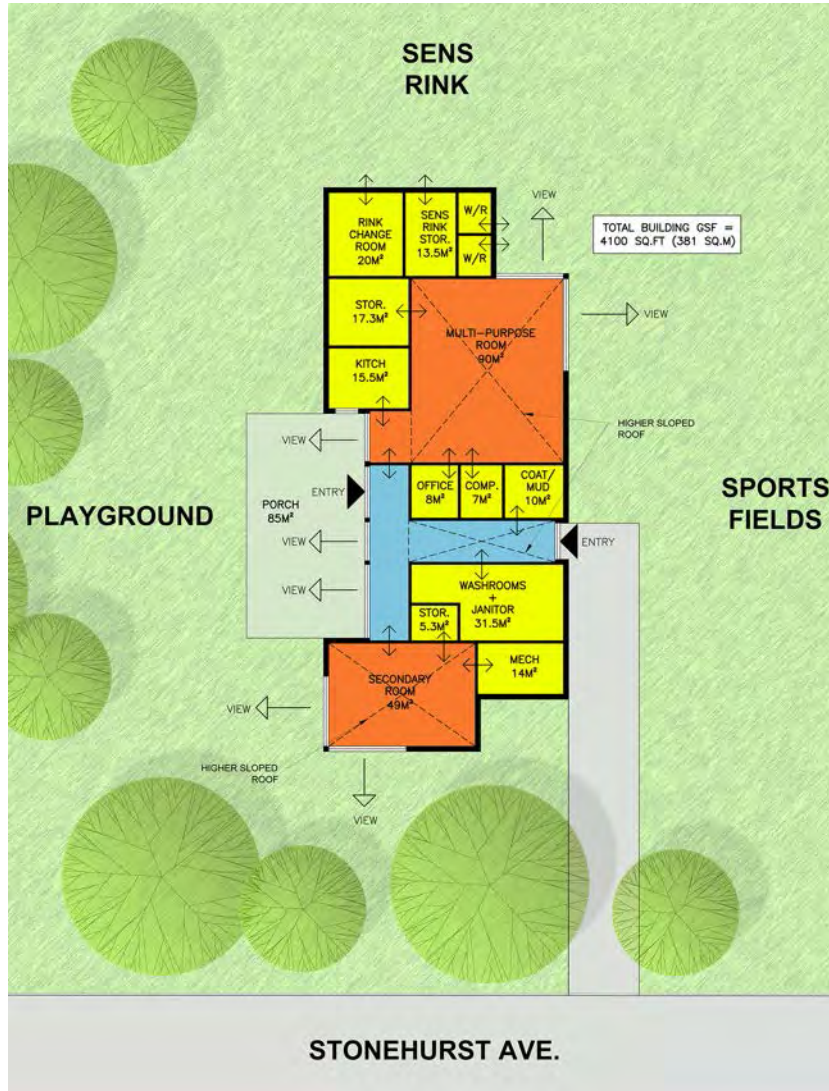 SENS
RINK
VIEW
TOTAL BUILDING GSF =
4100 SQ.FT (381 SQ.M)
RINK
CHANGE
ROOM
20M²
SENS
RINK
STOR.
13.5M²
W/R
W/R
VIEW
STOR.
17.3M²
MULTI-PURPOSE
ROOM
90M²
KITCH
15.5M²
HIGHER SLOPED
ROOF
VIEW
OFFICE
8M²
COMP.
7M²
COAT/
MUD
10M²
ENTRY
PORCH
85M²
PLAYGROUND
SPORTS
FIELDS
VIEW
ENTRY
VIEW
WASHROOMS
+
JANITOR
31.5M²
STOR.
5.3M²
MECH
14M²
SECONDARY
ROOM
49M²
VIEW
HIGHER SLOPED
ROOF
VIEW
STONEHURST AVE.